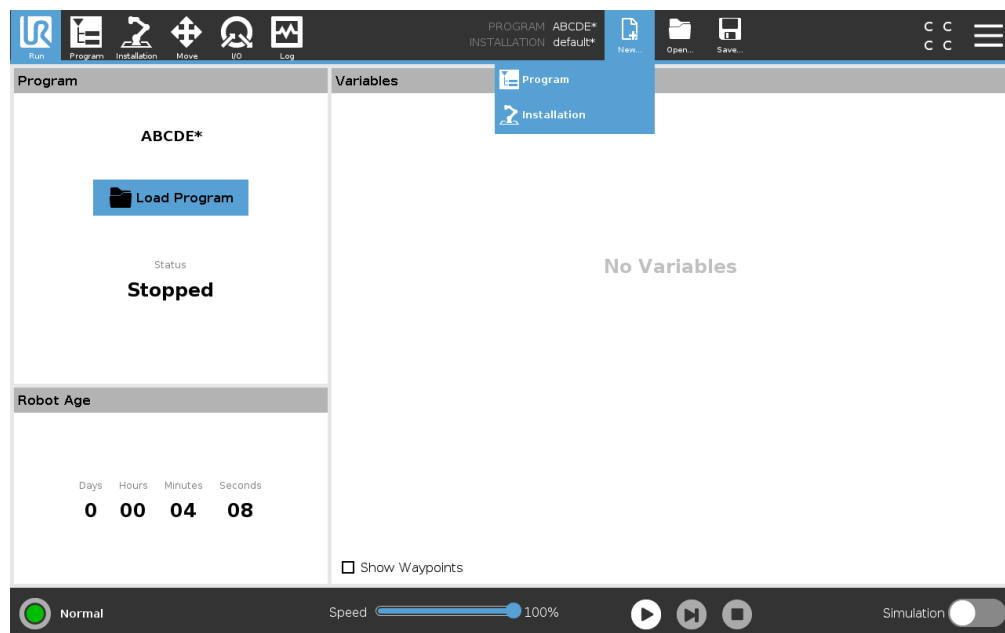 UR
Run
Program
Installation
Move
I/O
Log
PROGRAM ABCDE*
INSTALLATION default*
New...
Open...
Save...
C C
C C
Program
Installation
Program
Variables
ABCDE*
Load Program
Status
Stopped
No Variables
Robot Age
Days Hours Minutes Seconds
0 00 04 08
Show Waypoints
Normal
Speed 100%
Simulation